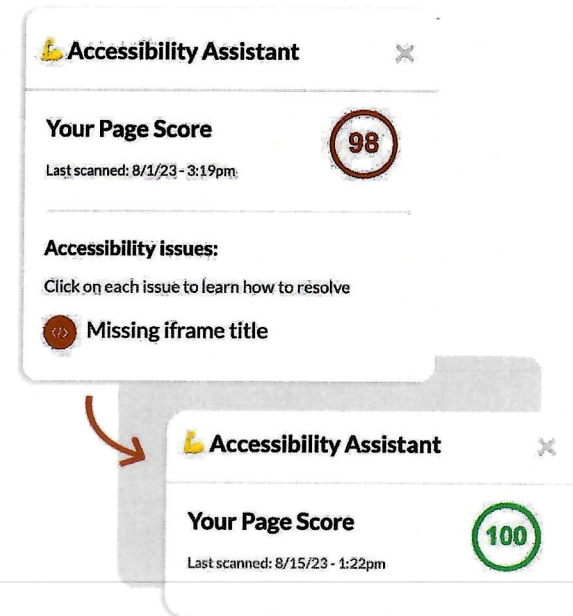 💪 Accessibility Assistant ×
Your Page Score
98
Last scanned: 8/1/23 - 3:19pm
Accessibility issues:
Click on each issue to learn how to resolve
</> Missing iframe title
💪 Accessibility Assistant ×
Your Page Score
100
Last scanned: 8/15/23 - 1:22pm